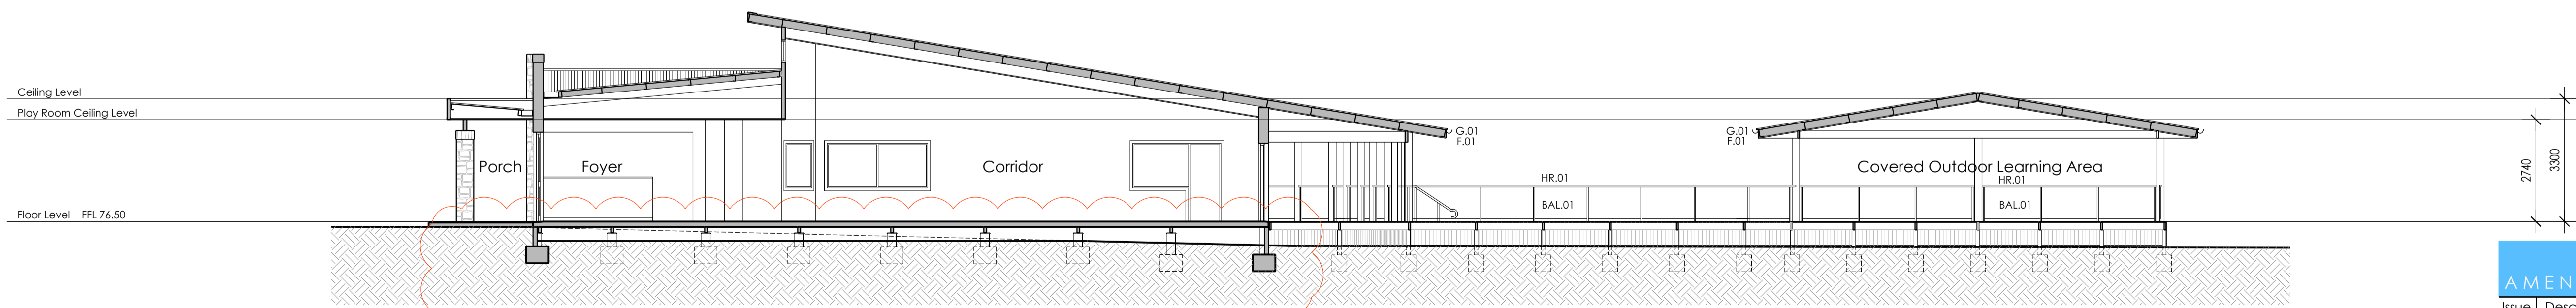 Ceiling Level
Play Room Ceiling Level
Floor Level FFL 76.50
Porch
Foyer
Corridor
G.01
F.01
HR.01
BAL.01
G.01
F.01
Covered Outdoor Learning Area
HR.01
BAL.01
2740
3300
AMEN
Issue Desc